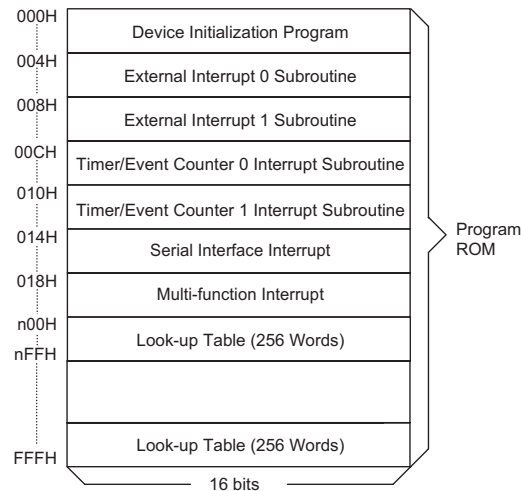 000H
Device Initialization Program
004H
External Interrupt 0 Subroutine
008H
External Interrupt 1 Subroutine
00CH
Timer/Event Counter 0 Interrupt Subroutine
010H
Timer/Event Counter 1 Interrupt Subroutine
014H
Serial Interface Interrupt
018H
Multi-function Interrupt
n00H
Look-up Table (256 Words)
nFFH
Program
ROM
Look-up Table (256 Words)
FFFH
16 bits